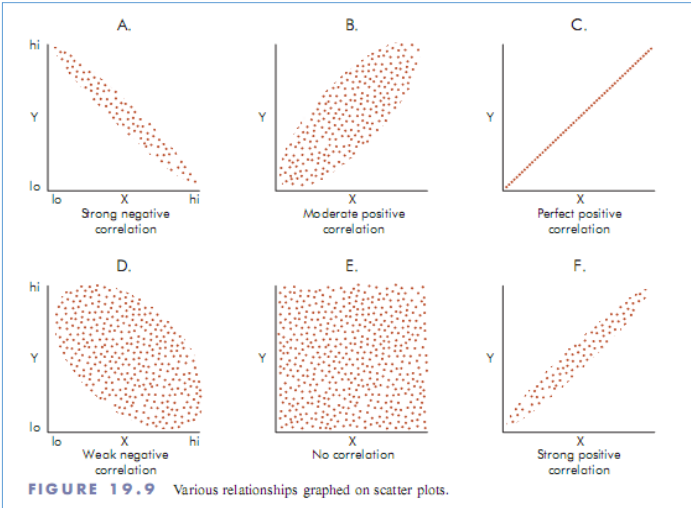 A.
hi
Y
lo
lo X hi
Strong negative
correlation
B.
Y
X
Moderate positive
correlation
C.
Y
X
Perfect positive
correlation
D.
hi
Y
lo
lo X hi
Weak negative
correlation
E.
Y
X
No correlation
F.
Y
X
Strong positive
correlation
FIGURE 19.9 Various relationships graphed on scatter plots.